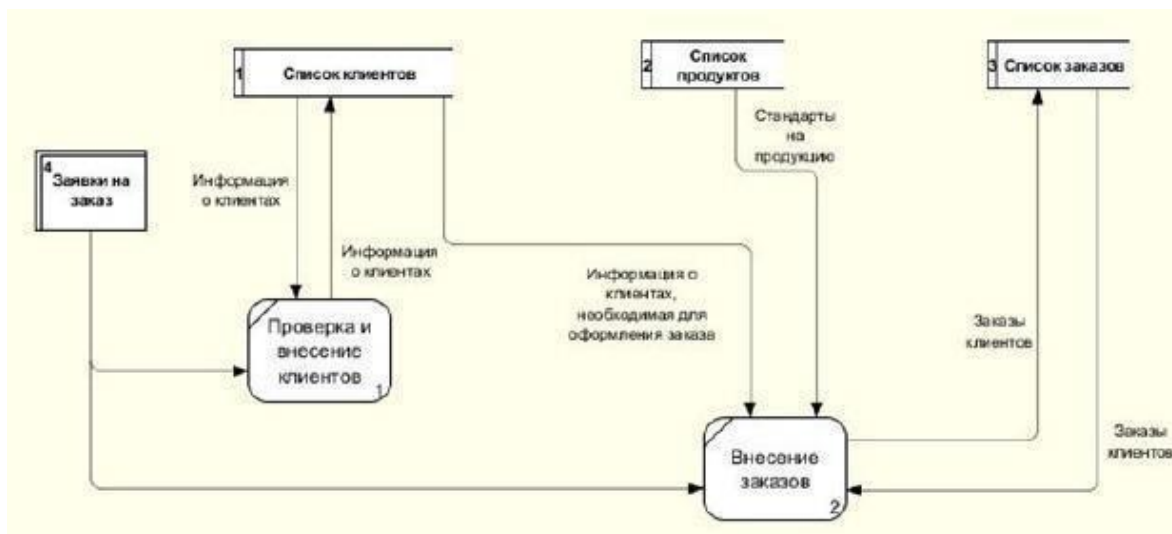 1
Список клиентов
2
Список
продуктов
3
Список заказов
Стандарты
на
продукцию
4
Заявки на
заказ
Информация
о клиентах
Информация
о клиентах
Информация о
клиентах,
необходимая для
оформления заказа
Проверка и
внесение
клиентов
1
Заказы
клиентов
Заказы
клиентов
Внесение
заказов
2